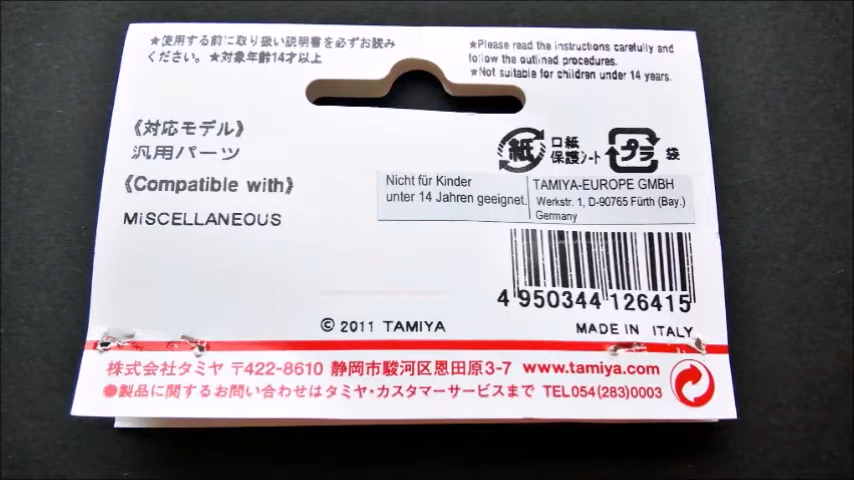 ★使用する前に取り扱い説明書を必ずお読み
ください。★対象年齢14才以上
★Please read the instructions carefully and
follow the outlined procedures.
★Not suitable for children under 14 years.
《対応モデル》
汎用パーツ
《Compatible with》
MiSCELLANEOUS
紙
口紙
保護シート
プラ
袋
Nicht für Kinder
unter 14 Jahren geeignet.
TAMIYA-EUROPE GMBH
Werkstr. 1, D-90765 Fürth (Bay.)
Germany
4 950344 126415
© 2011 TAMIYA
MADE IN ITALY
株式会社タミヤ 〒422-8610 静岡市駿河区恩田原3-7 www.tamiya.com
●製品に関するお問い合わせはタミヤ・カスタマーサービスまで TEL054(283)0003